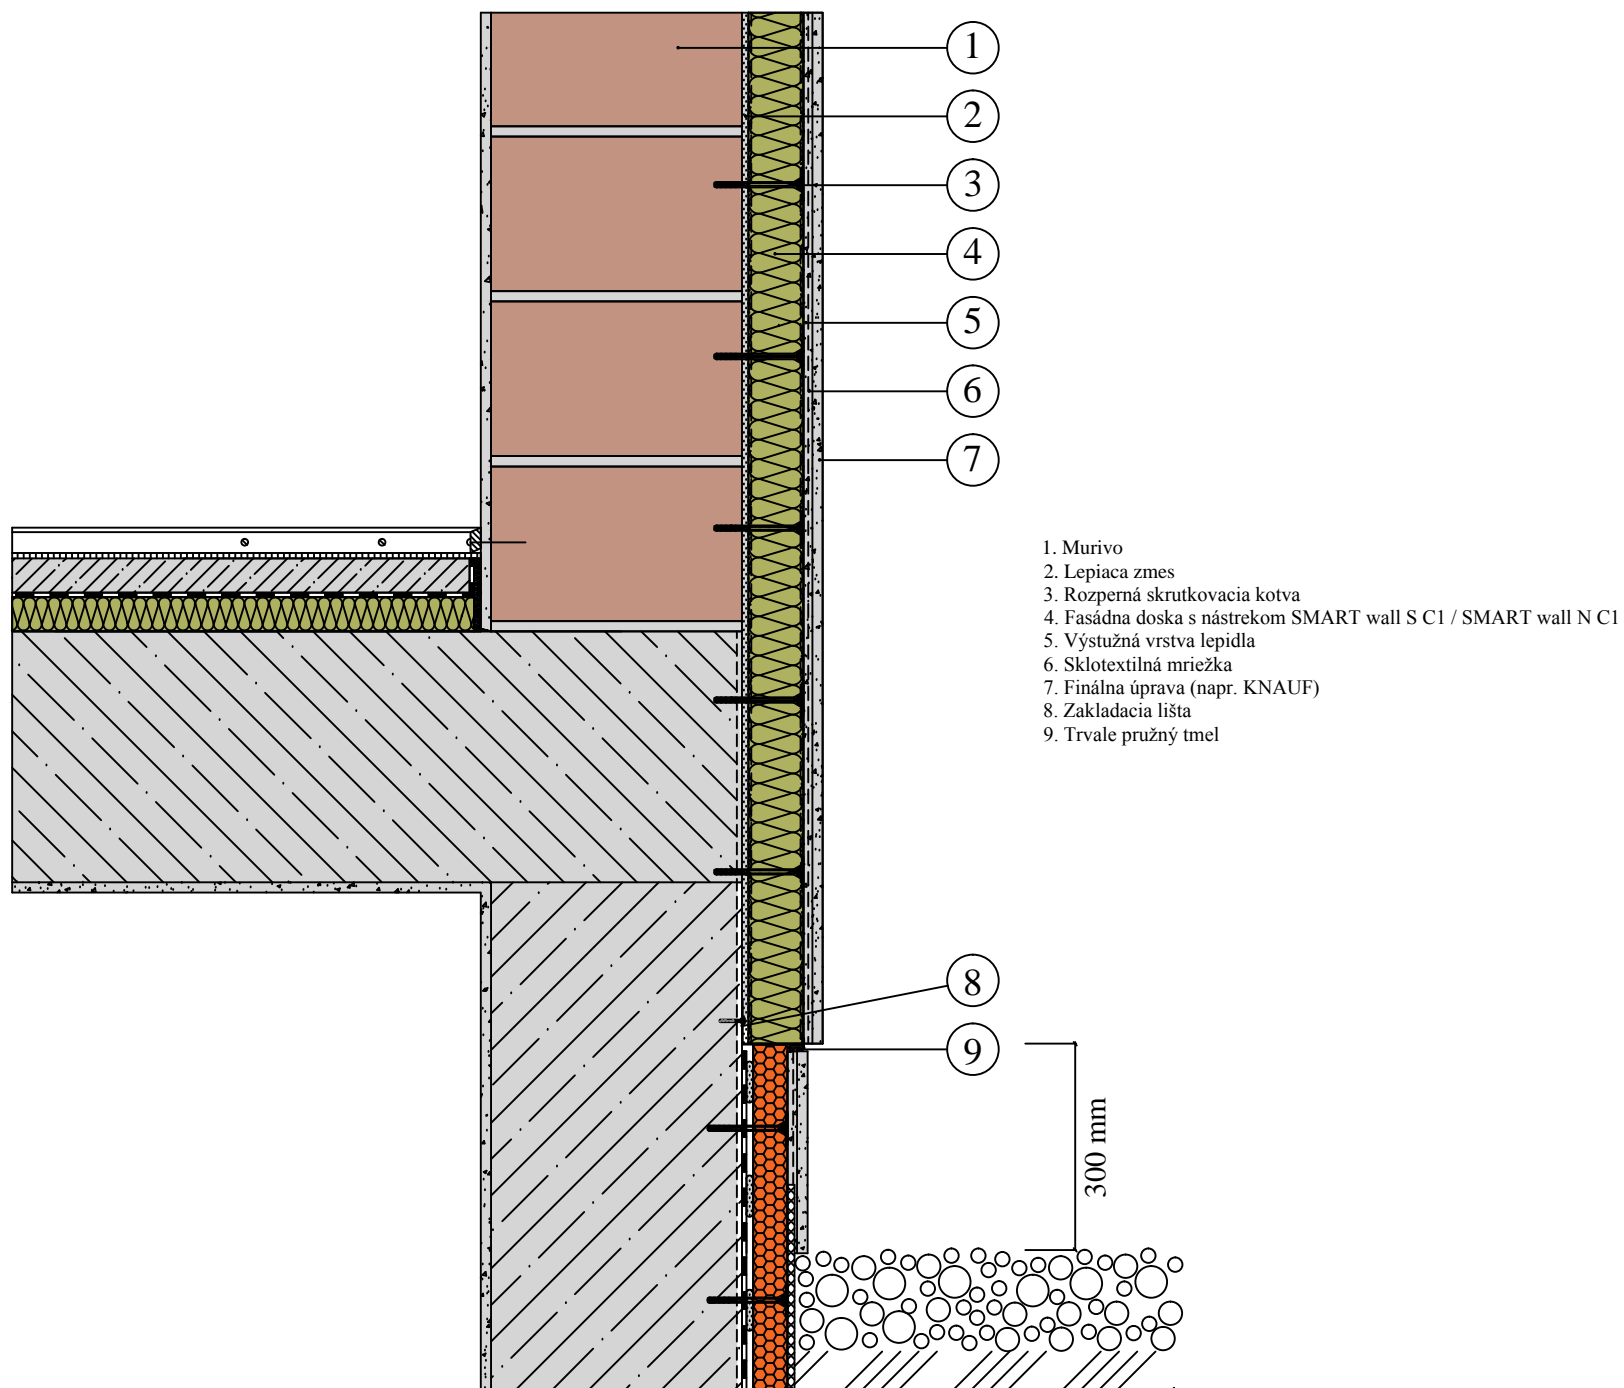 1
2
3
4
5
6
7
1. Murivo
2. Lepiaca zmes
3. Rozperná skrutkovacia kotva
4. Fasádna doska s nástrekom SMART wall S C1 / SMART wall N C1
5. Výstužná vrstva lepidla
6. Sklotextilná mriežka
7. Finálna úprava (napr. KNAUF)
8. Zakladacia lišta
9. Trvale pružný tmel
8
9
300 mm